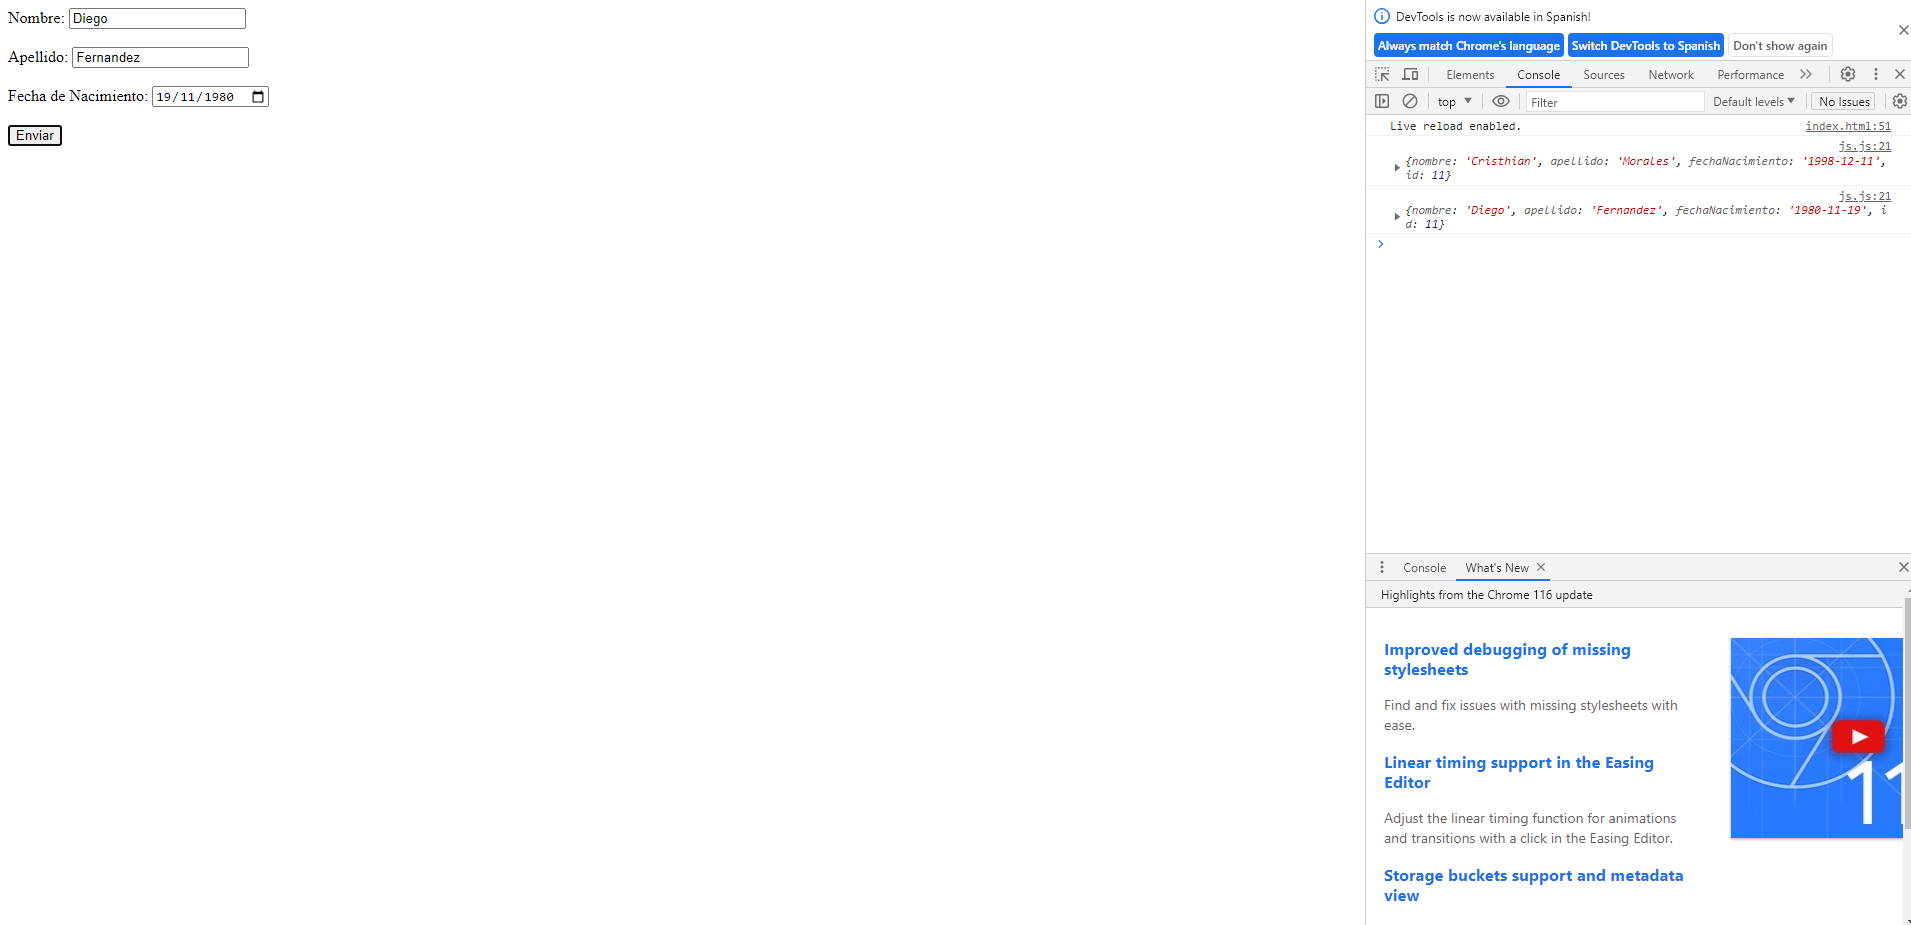 Nombre: Diego
Apellido: Fernandez
Fecha de Nacimiento: 19/11/1980
Enviar
DevTools is now available in Spanish!
Always match Chrome's language Switch DevTools to Spanish Don't show again
Elements Console Sources Network Performance
top Filter Default levels No Issues
Live reload enabled. index.html:51
js.js:21
{nombre: 'Cristhian', apellido: 'Morales', fechaNacimiento: '1998-12-11',
id: 11}
js.js:21
{nombre: 'Diego', apellido: 'Fernandez', fechaNacimiento: '1980-11-19', i
d: 11}
Console What's New
Highlights from the Chrome 116 update
Improved debugging of missing
stylesheets
Find and fix issues with missing stylesheets with
ease.
Linear timing support in the Easing
Editor
Adjust the linear timing function for animations
and transitions with a click in the Easing Editor.
Storage buckets support and metadata
view
11